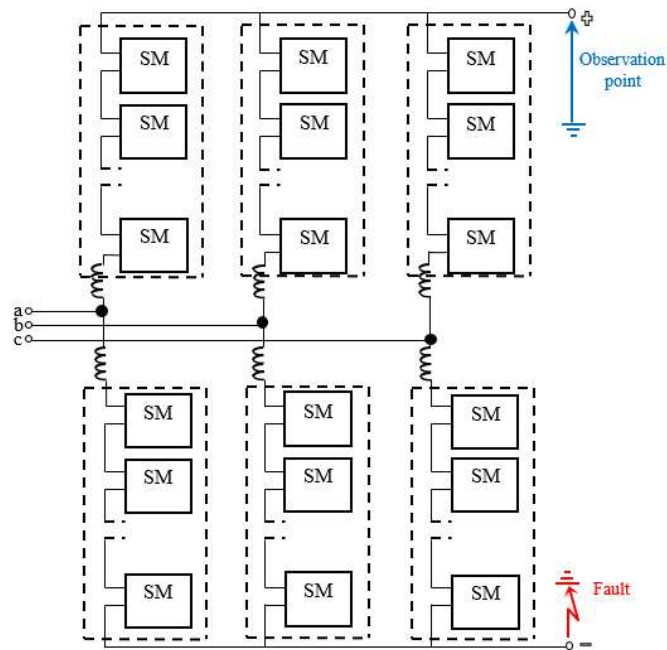 +
SM SM SM
Observation
point
SM SM SM
SM SM SM
a
b
c
SM SM SM
SM SM SM
SM SM SM
Fault
-